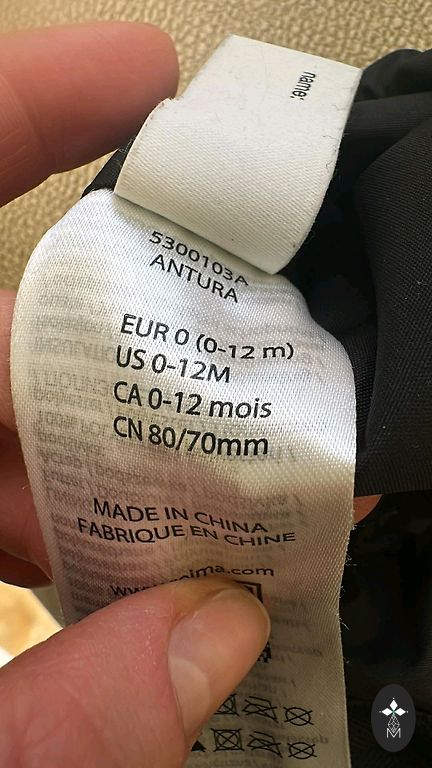 name:
5300103A
ANTURA
EUR 0 (0-12 m)
US 0-12M
CA 0-12 mois
CN 80/70mm
MADE IN CHINA
FABRIQUE EN CHINE
M